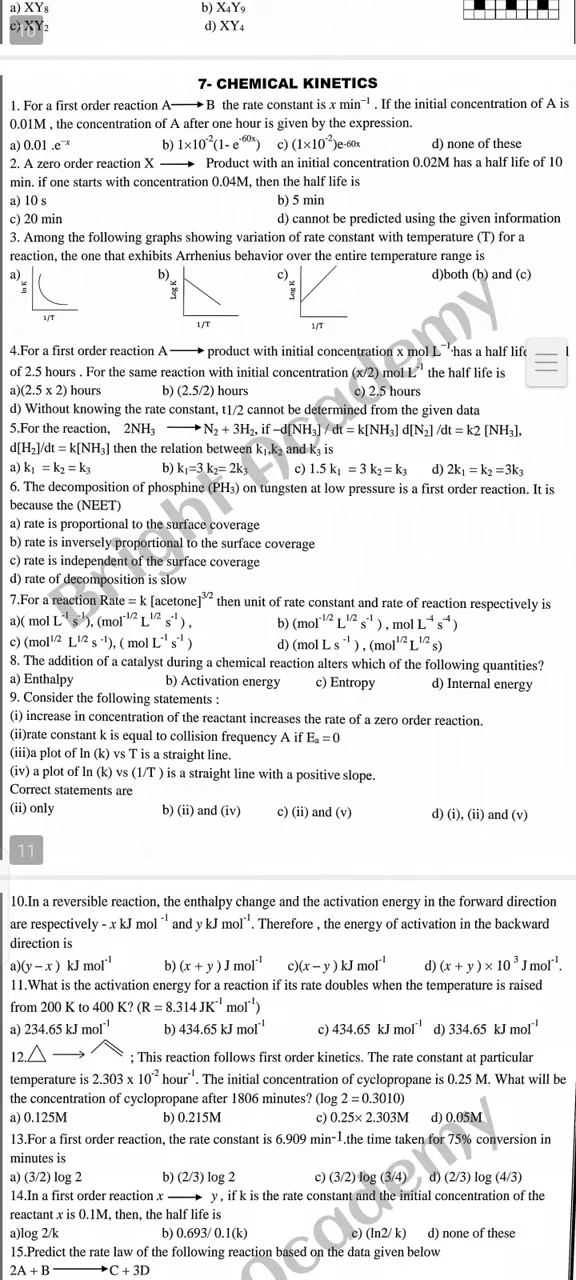 a) XY₈ b) X₄Y₉
c) XY₂ d) XY₄
10
7- CHEMICAL KINETICS
1. For a first order reaction A⟶B the rate constant is x min⁻¹ . If the initial concentration of A is
0.01M , the concentration of A after one hour is given by the expression.
a) 0.01 .e⁻ˣ b) 1×10⁻²(1- e⁻⁶⁰ˣ) c) (1×10⁻²)e-60x d) none of these
2. A zero order reaction X ⟶ Product with an initial concentration 0.02M has a half life of 10
min. if one starts with concentration 0.04M, then the half life is
a) 10 s b) 5 min
c) 20 min d) cannot be predicted using the given information
3. Among the following graphs showing variation of rate constant with temperature (T) for a
reaction, the one that exhibits Arrhenius behavior over the entire temperature range is
a) b) c) d)both (b) and (c)
ln K Log K Log K
1/T 1/T 1/T
4.For a first order reaction A⟶product with initial concentration x mol L⁻¹has a half life
of 2.5 hours . For the same reaction with initial concentration (x/2) mol L⁻¹ the half life is
a)(2.5 x 2) hours b) (2.5/2) hours c) 2.5 hours
d) Without knowing the rate constant, t1/2 cannot be determined from the given data
5.For the reaction, 2NH₃ ⟶N₂ + 3H₂, if –d[NH₃] / dt = k[NH₃] d[N₂] /dt = k2 [NH₃],
d[H₂]/dt = k[NH₃] then the relation between k₁,k₂ and k₃ is
a) k₁ = k₂ = k₃ b) k₁=3 k₂= 2k₃ c) 1.5 k₁ = 3 k₂ = k₃ d) 2k₁ = k₂ =3k₃
6. The decomposition of phosphine (PH₃) on tungsten at low pressure is a first order reaction. It is
because the (NEET)
a) rate is proportional to the surface coverage
b) rate is inversely proportional to the surface coverage
c) rate is independent of the surface coverage
d) rate of decomposition is slow
7.For a reaction Rate = k [acetone]³ᐟ² then unit of rate constant and rate of reaction respectively is
a)( mol L⁻¹ s⁻¹), (mol⁻¹ᐟ² L¹ᐟ² s⁻¹) , b) (mol⁻¹ᐟ² L¹ᐟ² s⁻¹) , mol L⁻⁴ s⁻⁴)
c) (mol¹ᐟ² L¹ᐟ² s ⁻¹), ( mol L⁻¹ s⁻¹ ) d) (mol L s ⁻¹ ) , (mol¹ᐟ² L¹ᐟ² s)
8. The addition of a catalyst during a chemical reaction alters which of the following quantities?
a) Enthalpy b) Activation energy c) Entropy d) Internal energy
9. Consider the following statements :
(i) increase in concentration of the reactant increases the rate of a zero order reaction.
(ii)rate constant k is equal to collision frequency A if Eₐ = 0
(iii)a plot of ln (k) vs T is a straight line.
(iv) a plot of ln (k) vs (1/T ) is a straight line with a positive slope.
Correct statements are
(ii) only b) (ii) and (iv) c) (ii) and (v) d) (i), (ii) and (v)
11
10.In a reversible reaction, the enthalpy change and the activation energy in the forward direction
are respectively - x kJ mol ⁻¹ and y kJ mol⁻¹. Therefore , the energy of activation in the backward
direction is
a)(y – x ) kJ mol⁻¹ b) (x + y ) J mol⁻¹ c)(x – y ) kJ mol⁻¹ d) (x + y ) × 10 ³ J mol⁻¹.
11.What is the activation energy for a reaction if its rate doubles when the temperature is raised
from 200 K to 400 K? (R = 8.314 JK⁻¹ mol⁻¹)
a) 234.65 kJ mol⁻¹ b) 434.65 kJ mol⁻¹ c) 434.65 kJ mol⁻¹ d) 334.65 kJ mol⁻¹
12. ⟶ ; This reaction follows first order kinetics. The rate constant at particular
temperature is 2.303 x 10⁻² hour⁻¹. The initial concentration of cyclopropane is 0.25 M. What will be
the concentration of cyclopropane after 1806 minutes? (log 2 = 0.3010)
a) 0.125M b) 0.215M c) 0.25× 2.303M d) 0.05M
13.For a first order reaction, the rate constant is 6.909 min-1.the time taken for 75% conversion in
minutes is
a) (3/2) log 2 b) (2/3) log 2 c) (3/2) log (3/4) d) (2/3) log (4/3)
14.In a first order reaction x ⟶ y , if k is the rate constant and the initial concentration of the
reactant x is 0.1M, then, the half life is
a)log 2/k b) 0.693/ 0.1(k) c) (ln2/ k) d) none of these
15.Predict the rate law of the following reaction based on the data given below
2A + B⟶C + 3D
Bright Academy
Academy